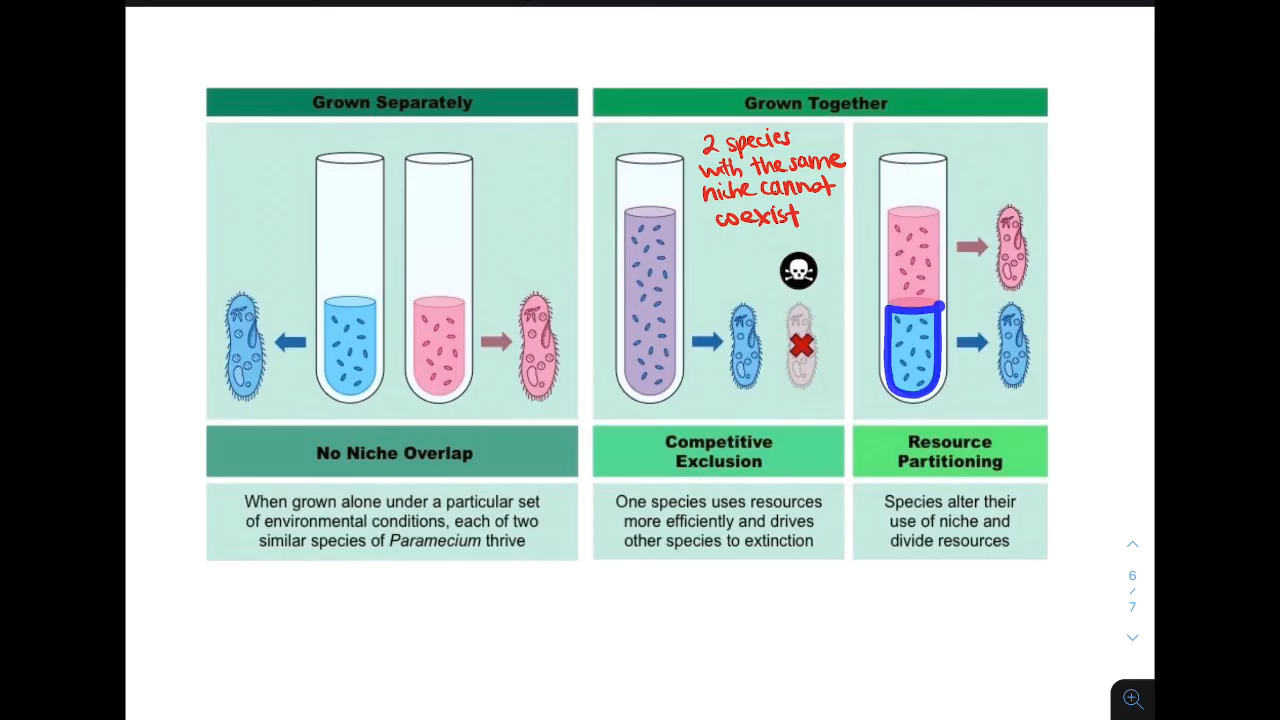 Grown Separately
Grown Together
2 species
with the same
niche cannot
coexist
No Niche Overlap
Competitive
Exclusion
Resource
Partitioning
When grown alone under a particular set
of environmental conditions, each of two
similar species of Paramecium thrive
One species uses resources
more efficiently and drives
other species to extinction
Species alter their
use of niche and
divide resources
6
/
7